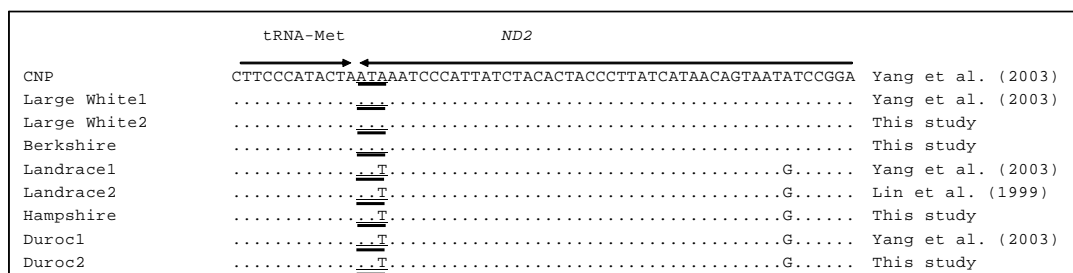 tRNA-Met ND2
CNP CTTCCCATACTAATAAATCCCATTATCTACACTACCCTTATCATAACAGTAATATCCGGA Yang et al. (2003)
Large White1 ............................................................ Yang et al. (2003)
Large White2 ............................................................ This study
Berkshire ............................................................ This study
Landrace1 ..............T......................................G...... Yang et al. (2003)
Landrace2 ..............T......................................G...... Lin et al. (1999)
Hampshire ..............T......................................G...... This study
Duroc1 ..............T......................................G...... Yang et al. (2003)
Duroc2 ..............T......................................G...... This study